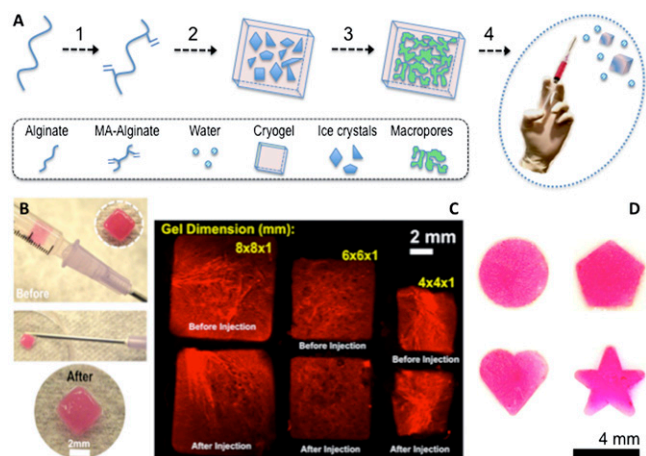 A
1
2
3
4
Alginate
MA-Alginate
Water
Cryogel
Ice crystals
Macropores
B
Before
After
2mm
C
Gel Dimension (mm):
8x8x1
6x6x1
4x4x1
2 mm
Before Injection
Before Injection
Before Injection
After Injection
After Injection
After Injection
D
4 mm